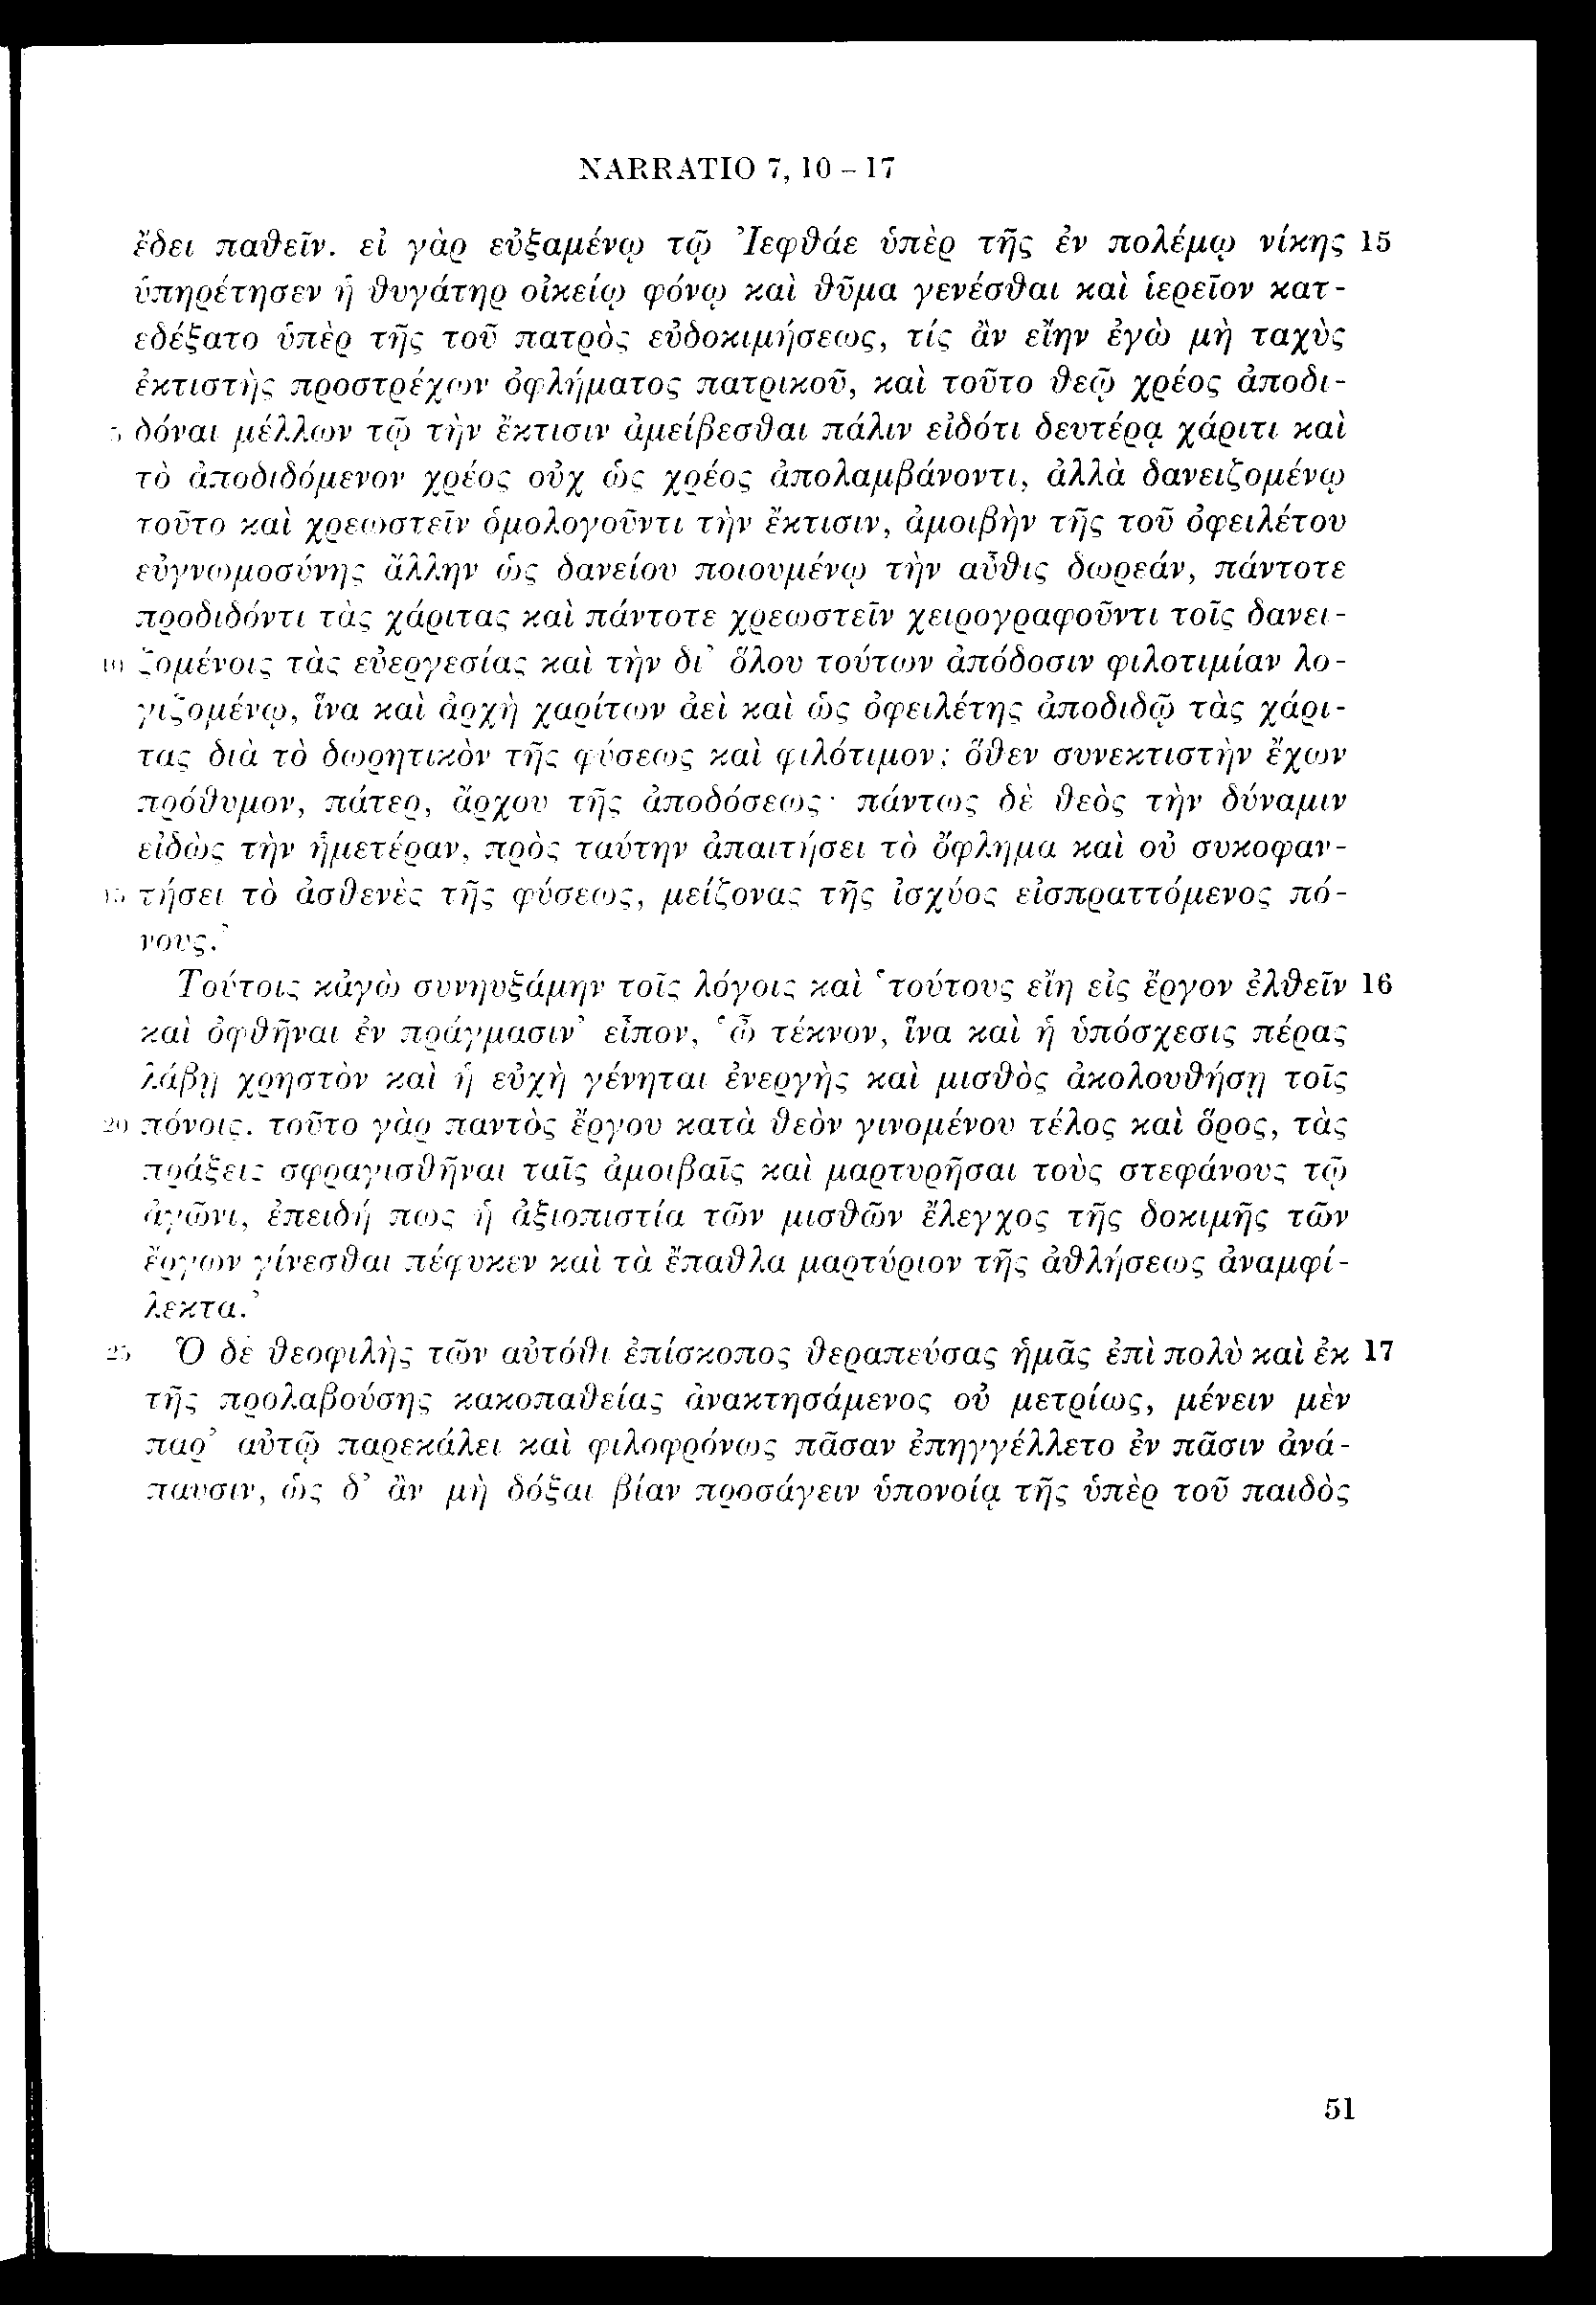 NARRATIO 7, 10 – 17
ἔδει παθεῖν. εἰ γὰρ εὐξαμένῳ τῷ Ἰεφθάε ὑπὲρ τῆς ἐν πολέμῳ νίκης 15
ὑπηρέτησεν ἡ θυγάτηρ οἰκείῳ φόνῳ καὶ θῦμα γενέσθαι καὶ ἱερεῖον κατ-
εδέξατο ὑπὲρ τῆς τοῦ πατρὸς εὐδοκιμήσεως, τίς ἂν εἴην ἐγὼ μὴ ταχὺς
ἐκτιστὴς προστρέχων ὀφλήματος πατρικοῦ, καὶ τοῦτο θεῷ χρέος ἀποδι-
5 δόναι μέλλων τῷ τὴν ἔκτισιν ἀμείβεσθαι πάλιν εἰδότι δευτέρᾳ χάριτι καὶ
τὸ ἀποδιδόμενον χρέος οὐχ ὡς χρέος ἀπολαμβάνοντι, ἀλλὰ δανειζομένῳ
τοῦτο καὶ χρεωστεῖν ὁμολογοῦντι τὴν ἔκτισιν, ἀμοιβὴν τῆς τοῦ ὀφειλέτου
εὐγνωμοσύνης ἄλλην ὡς δανείου ποιουμένῳ τὴν αὖθις δωρεάν, πάντοτε
προδιδόντι τὰς χάριτας καὶ πάντοτε χρεωστεῖν χειρογραφοῦντι τοῖς δανει-
10 ζομένοις τὰς εὐεργεσίας καὶ τὴν δι᾽ ὅλου τούτων ἀπόδοσιν φιλοτιμίαν λο-
γιζομένῳ, ἵνα καὶ ἀρχὴ χαρίτων ἀεὶ καὶ ὡς ὀφειλέτης ἀποδιδῷ τὰς χάρι-
τας διὰ τὸ δωρητικὸν τῆς φύσεως καὶ φιλότιμον; ὅθεν συνεκτιστὴν ἔχων
πρόθυμον, πάτερ, ἄρχου τῆς ἀποδόσεως· πάντως δὲ θεὸς τὴν δύναμιν
εἰδὼς τὴν ἡμετέραν, πρὸς ταύτην ἀπαιτήσει τὸ ὄφλημα καὶ οὐ συκοφαν-
15 τήσει τὸ ἀσθενὲς τῆς φύσεως, μείζονας τῆς ἰσχύος εἰσπραττόμενος πό-
νους.᾽
Τούτοις κἀγὼ συνηυξάμην τοῖς λόγοις καὶ ῾τούτους εἴη εἰς ἔργον ἐλθεῖν 16
καὶ ὀφθῆναι ἐν πράγμασιν᾽ εἶπον, ῾ὦ τέκνον, ἵνα καὶ ἡ ὑπόσχεσις πέρας
λάβῃ χρηστὸν καὶ ἡ εὐχὴ γένηται ἐνεργὴς καὶ μισθὸς ἀκολουθήσῃ τοῖς
20 πόνοις. τοῦτο γὰρ παντὸς ἔργου κατὰ θεὸν γινομένου τέλος καὶ ὅρος, τὰς
πράξεις σφραγισθῆναι ταῖς ἀμοιβαῖς καὶ μαρτυρῆσαι τοὺς στεφάνους τῷ
ἀγῶνι, ἐπειδή πως ἡ ἀξιοπιστία τῶν μισθῶν ἔλεγχος τῆς δοκιμῆς τῶν
ἔργων γίνεσθαι πέφυκεν καὶ τὰ ἔπαθλα μαρτύριον τῆς ἀθλήσεως ἀναμφί-
λεκτα.᾽
25 Ὁ δὲ θεοφιλὴς τῶν αὐτόθι ἐπίσκοπος θεραπεύσας ἡμᾶς ἐπὶ πολὺ καὶ ἐκ 17
τῆς προλαβούσης κακοπαθείας ἀνακτησάμενος οὐ μετρίως, μένειν μὲν
παρ᾽ αὐτῷ παρεκάλει καὶ φιλοφρόνως πᾶσαν ἐπηγγέλλετο ἐν πᾶσιν ἀνά-
παυσιν, ὡς δ᾽ ἂν μὴ δόξαι βίαν προσάγειν ὑπονοίᾳ τῆς ὑπὲρ τοῦ παιδὸς
51